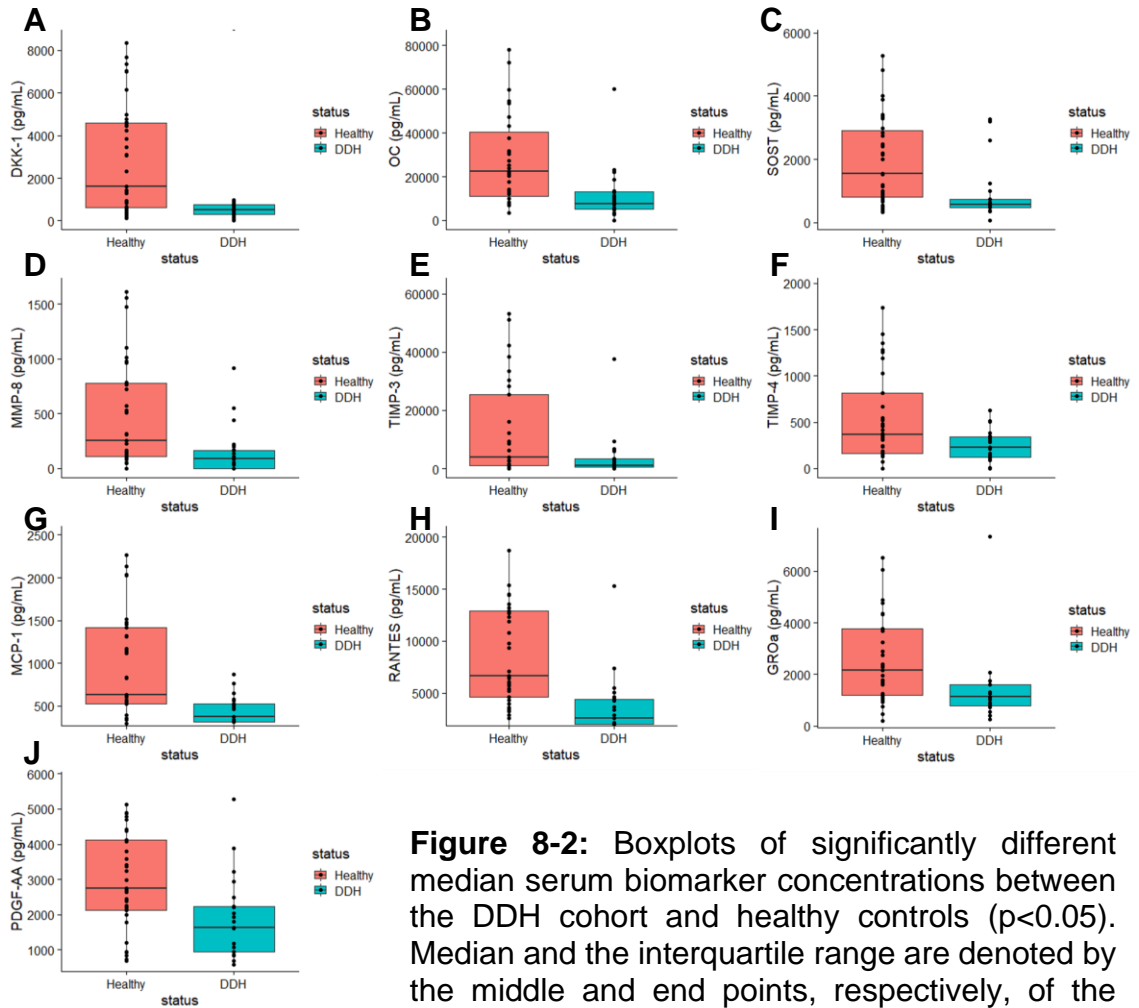 A
DKK-1 (pg/mL)
8000
6000
4000
2000
0
Healthy
DDH
status
status
Healthy
DDH
B
OC (pg/mL)
80000
60000
40000
20000
0
Healthy
DDH
status
status
Healthy
DDH
C
SOST (pg/mL)
6000
4000
2000
0
Healthy
DDH
status
status
Healthy
DDH
D
MMP-8 (pg/mL)
1500
1000
500
0
Healthy
DDH
status
status
Healthy
DDH
E
TIMP-3 (pg/mL)
60000
40000
20000
0
Healthy
DDH
status
status
Healthy
DDH
F
TIMP-4 (pg/mL)
2000
1500
1000
500
0
Healthy
DDH
status
status
Healthy
DDH
G
MCP-1 (pg/mL)
2500
2000
1500
1000
500
Healthy
DDH
status
status
Healthy
DDH
H
RANTES (pg/mL)
20000
15000
10000
5000
Healthy
DDH
status
status
Healthy
DDH
I
GROa (pg/mL)
6000
4000
2000
0
Healthy
DDH
status
status
Healthy
DDH
J
PDGF-AA (pg/mL)
6000
5000
4000
3000
2000
1000
Healthy
DDH
status
status
Healthy
DDH
Figure 8-2: Boxplots of significantly different
median serum biomarker concentrations between
the DDH cohort and healthy controls (p<0.05).
Median and the interquartile range are denoted by
the middle and end points, respectively, of the